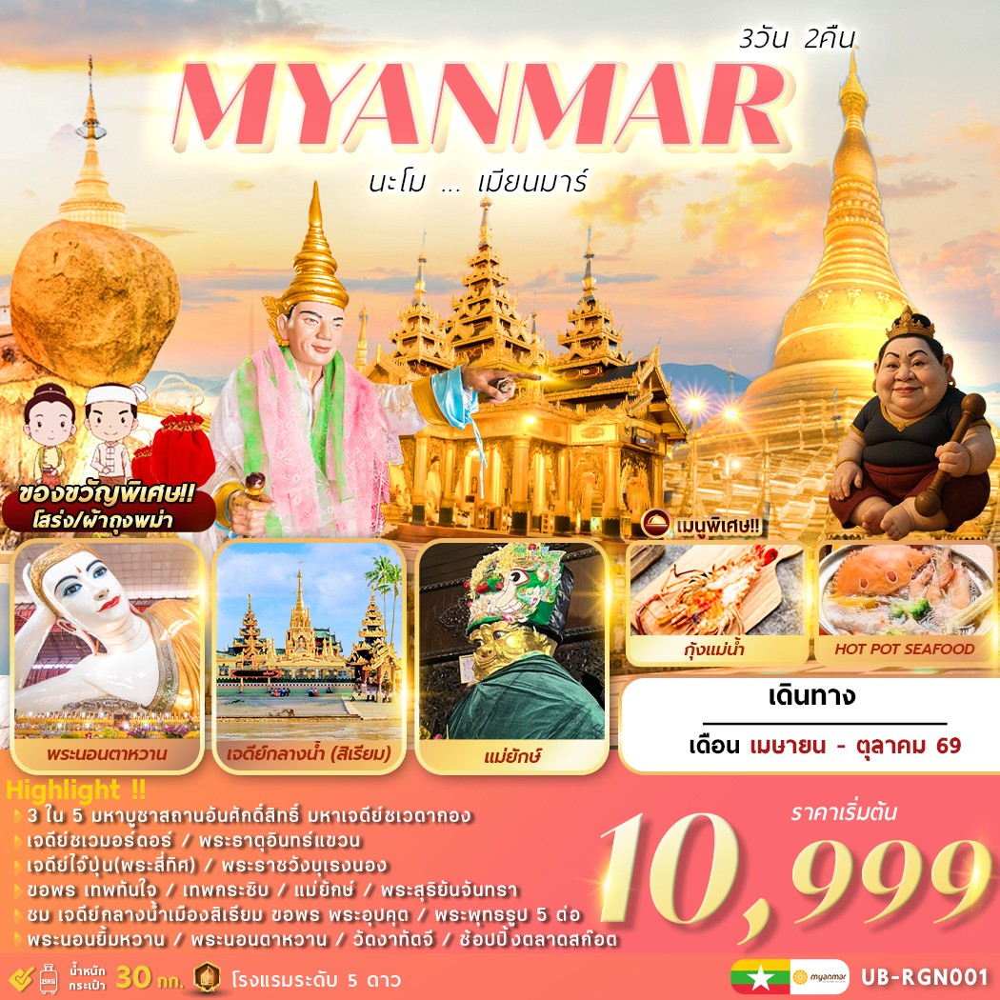 3วัน 2คืน
MYANMAR
นะโม ... เมียนมาร์
ของขวัญพิเศษ!!
โสร่ง/ผ้าถุงพม่า
เมนูพิเศษ!!
กุ้งแม่น้ำ
HOT POT SEAFOOD
พระนอนตาหวาน
เจดีย์กลางน้ำ (สิเรียม)
แม่ยักษ์
เดินทาง
เดือน เมษายน - ตุลาคม 69
Highlight !!
3 ใน 5 มหาบูชาสถานอันศักดิ์สิทธิ์ มหาเจดีย์ชเวดากอง
เจดีย์ชเวมอร์ดอร์ / พระธาตุอินทร์แขวน
เจดีย์ไจ๊ปุ่น(พระสี่ทิศ) / พระราชวังบุเรงนอง
ขอพร เทพทันใจ / เทพกระซิบ / แม่ยักษ์ / พระสุริยันจันทรา
ชม เจดีย์กลางน้ำเมืองสิเรียม ขอพร พระอุปคุต / พระพุทธรูป 5 ต่อ
พระนอนยิ้มหวาน / พระนอนตาหวาน / วัดงาทัตจี / ช้อปปิ้งตลาดสก๊อต
ราคาเริ่มต้น
10,999
25KG
น้ำหนัก
กระเป๋า 30 กก.
โรงแรมระดับ 5 ดาว
myanmar
UB-RGN001